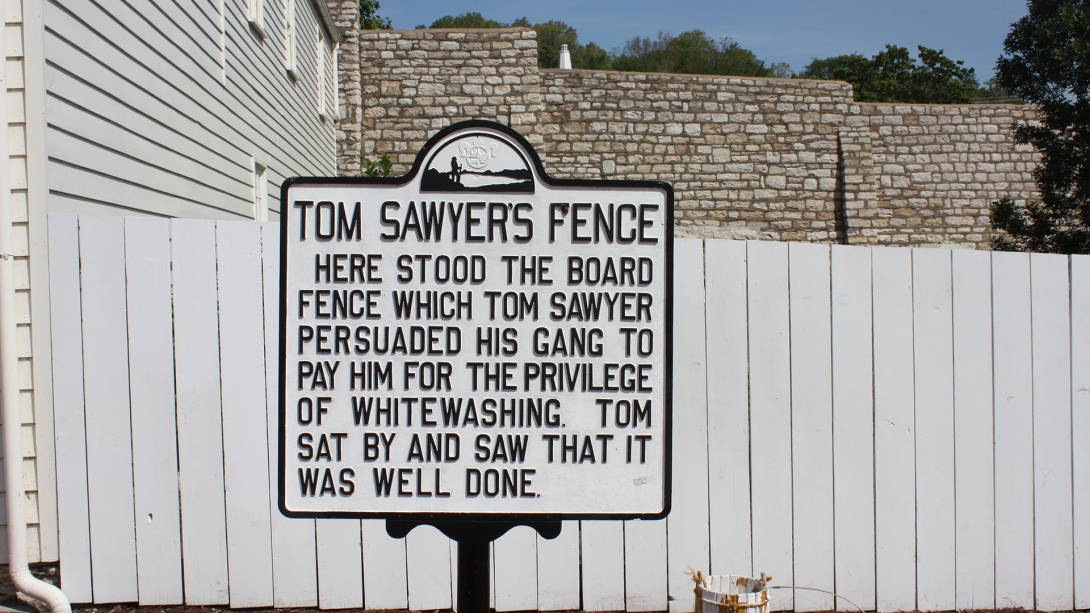 TOM SAWYER'S FENCE
HERE STOOD THE BOARD
FENCE WHICH TOM SAWYER
PERSUADED HIS GANG TO
PAY HIM FOR THE PRIVILEGE
OF WHITEWASHING. TOM
SAT BY AND SAW THAT IT
WAS WELL DONE.